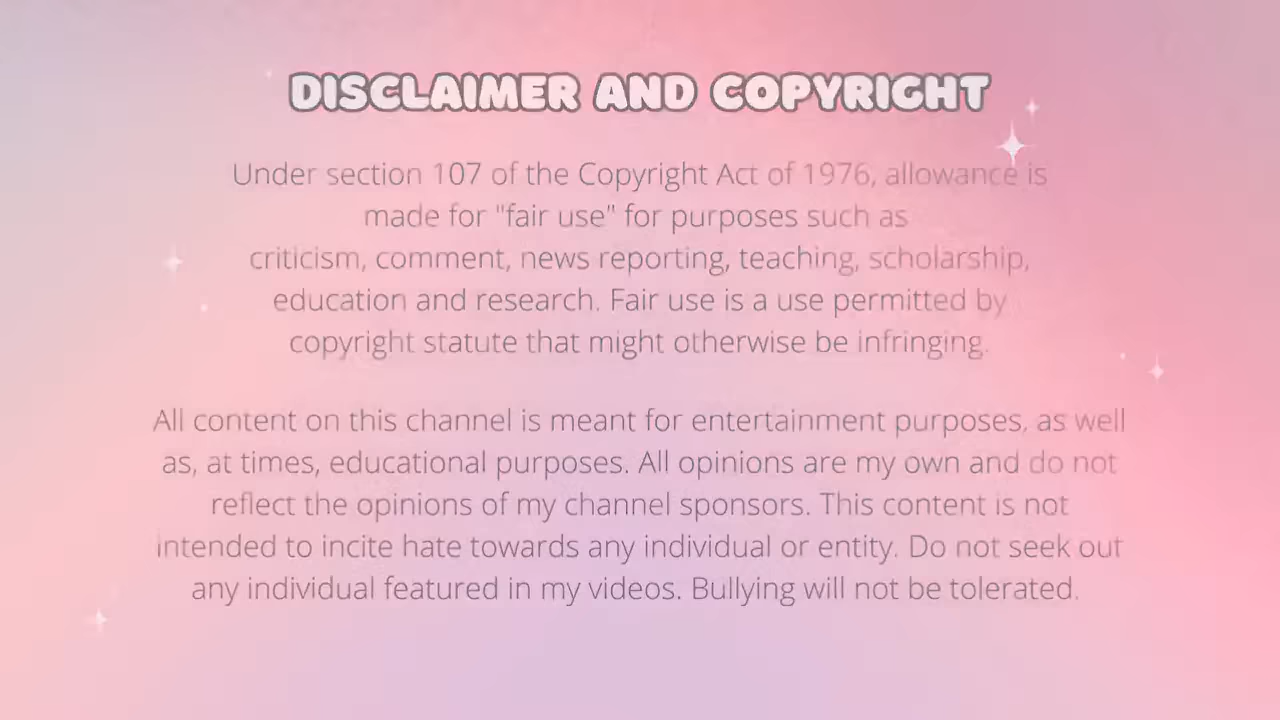 DISCLAIMER AND COPYRIGHT
Under section 107 of the Copyright Act of 1976, allowance is
made for "fair use" for purposes such as
criticism, comment, news reporting, teaching, scholarship,
education and research. Fair use is a use permitted by
copyright statute that might otherwise be infringing.
All content on this channel is meant for entertainment purposes, as well
as, at times, educational purposes. All opinions are my own and do not
reflect the opinions of my channel sponsors. This content is not
intended to incite hate towards any individual or entity. Do not seek out
any individual featured in my videos. Bullying will not be tolerated.